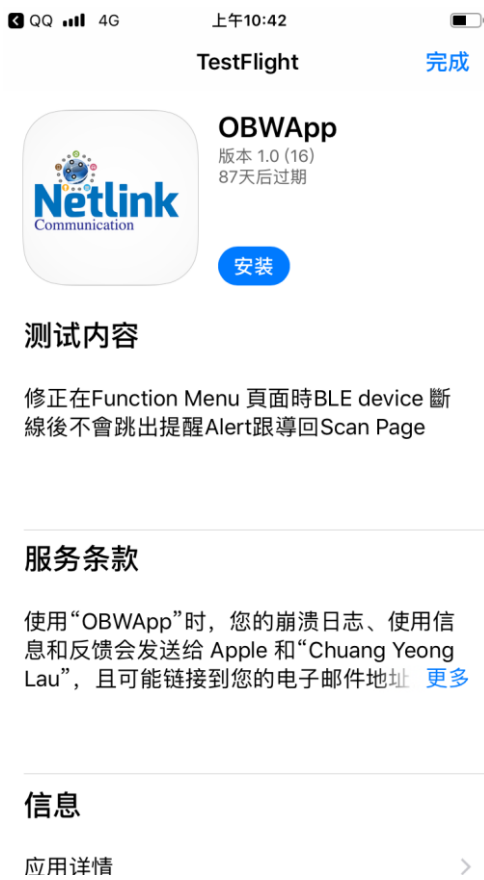 QQ 4G 上午10:42
TestFlight 完成
Netlink
Communication
OBWApp
版本 1.0 (16)
87天后过期
安装
测试内容
修正在Function Menu 頁面時BLE device 斷
線後不會跳出提醒Alert跟導回Scan Page
服务条款
使用“OBWApp”时，您的崩溃日志、使用信
息和反馈会发送给 Apple 和“Chuang Yeong
Lau”，且可能链接到您的电子邮件地址 更多
信息
应用详情